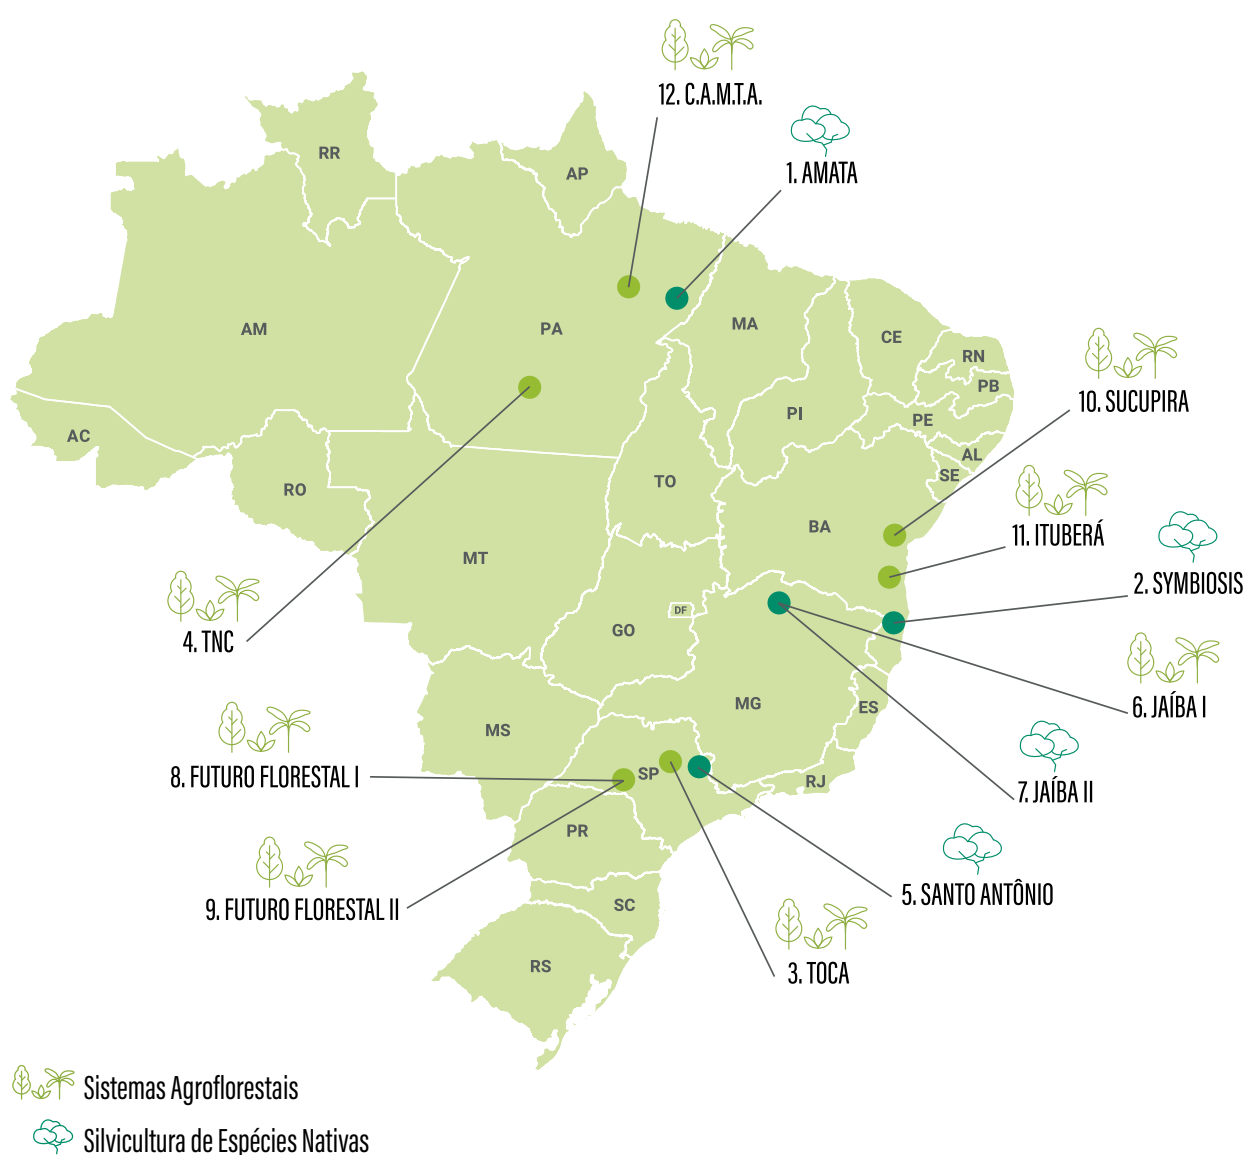 12. C.A.M.T.A.
1. AMATA
RR
AP
AM
PA
MA
CE
RN
PB
10. SUCUPIRA
PI
PE
AC
AL
SE
TO
RO
BA
11. ITUBERÁ
MT
2. SYMBIOSIS
DF
GO
4. TNC
6. JAÍBA I
MG
ES
MS
8. FUTURO FLORESTAL I
SP
RJ
7. JAÍBA II
PR
5. SANTO ANTÔNIO
9. FUTURO FLORESTAL II
SC
RS
3. TOCA
Sistemas Agroflorestais
Silvicultura de Espécies Nativas